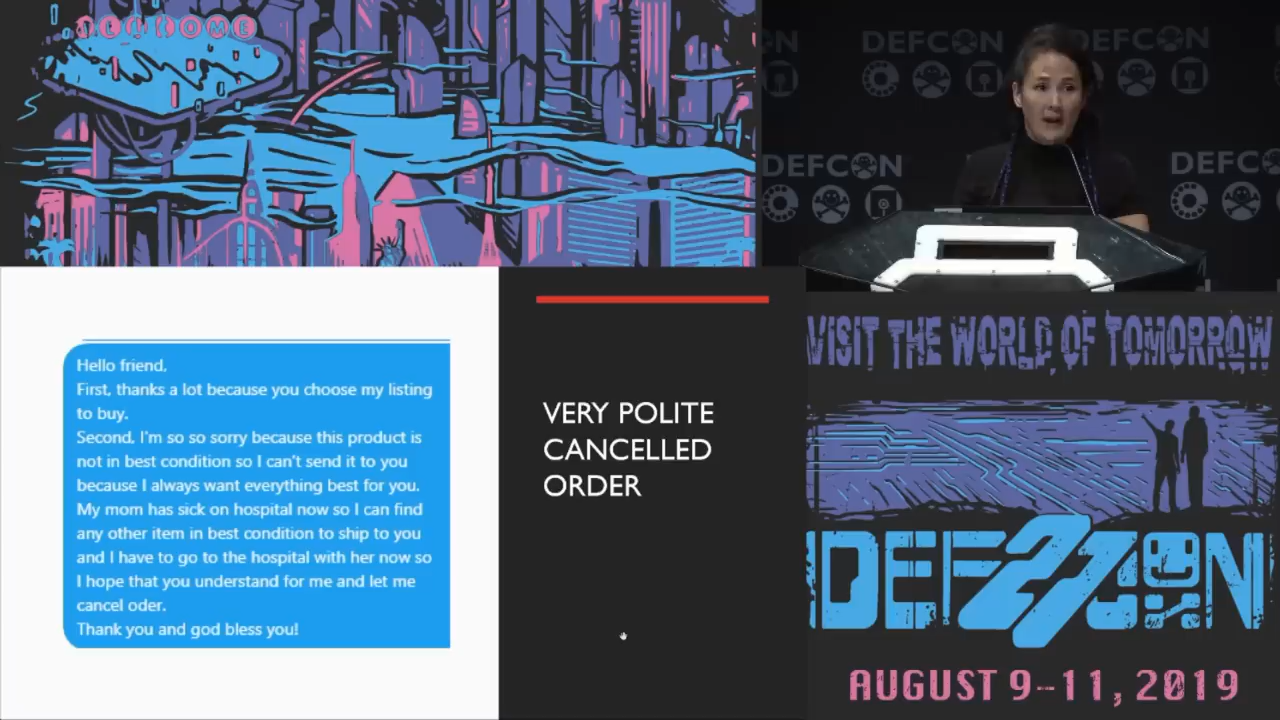 WELCOME
DEFCON
DEFCON
DEFCON
DEFC
VERY POLITE
CANCELLED
ORDER
Hello friend,
First, thanks a lot because you choose my listing
to buy.
Second, I'm so so sorry because this product is
not in best condition so I can't send it to you
because I always want everything best for you.
My mom has sick on hospital now so I can find
any other item in best condition to ship to you
and I have to go to the hospital with her now so
I hope that you understand for me and let me
cancel oder.
Thank you and god bless you!
VISIT THE WORLD OF TOMORROW
DEFCON
27
AUGUST 9-11, 2019